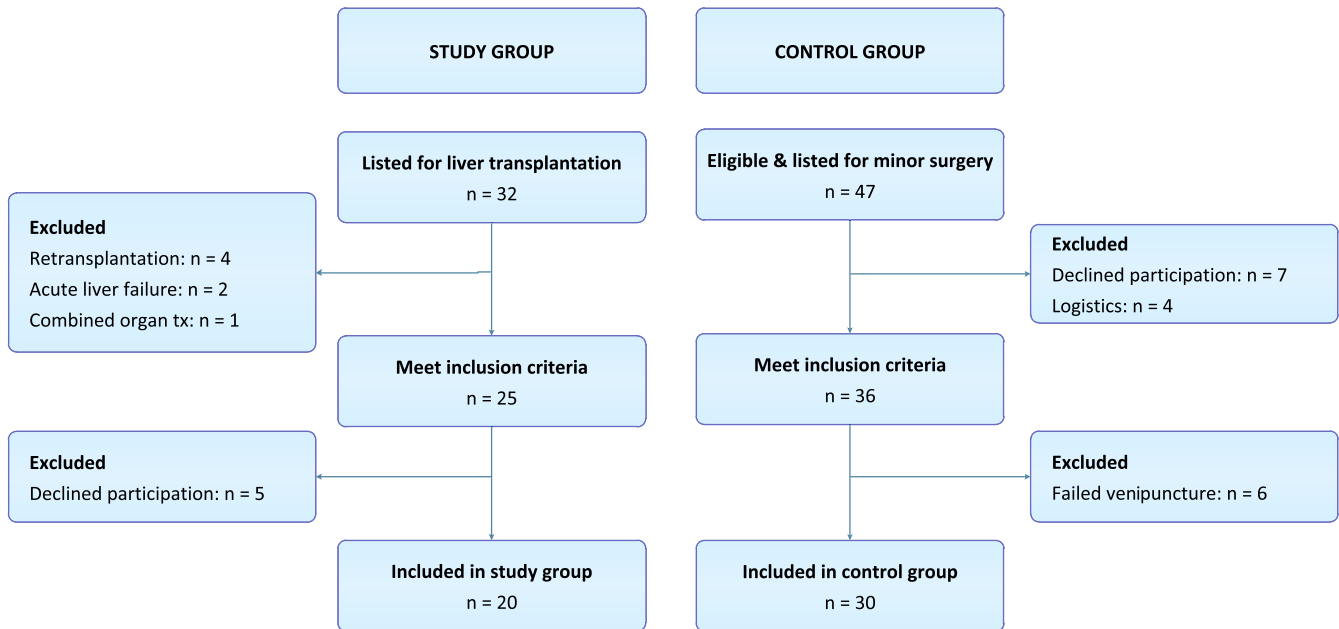 STUDY GROUP
CONTROL GROUP
Listed for liver transplantation
n = 32
Eligible & listed for minor surgery
n = 47
Excluded
Retransplantation: n = 4
Acute liver failure: n = 2
Combined organ tx: n = 1
Excluded
Declined participation: n = 7
Logistics: n = 4
Meet inclusion criteria
n = 25
Meet inclusion criteria
n = 36
Excluded
Declined participation: n = 5
Excluded
Failed venipuncture: n = 6
Included in study group
n = 20
Included in control group
n = 30